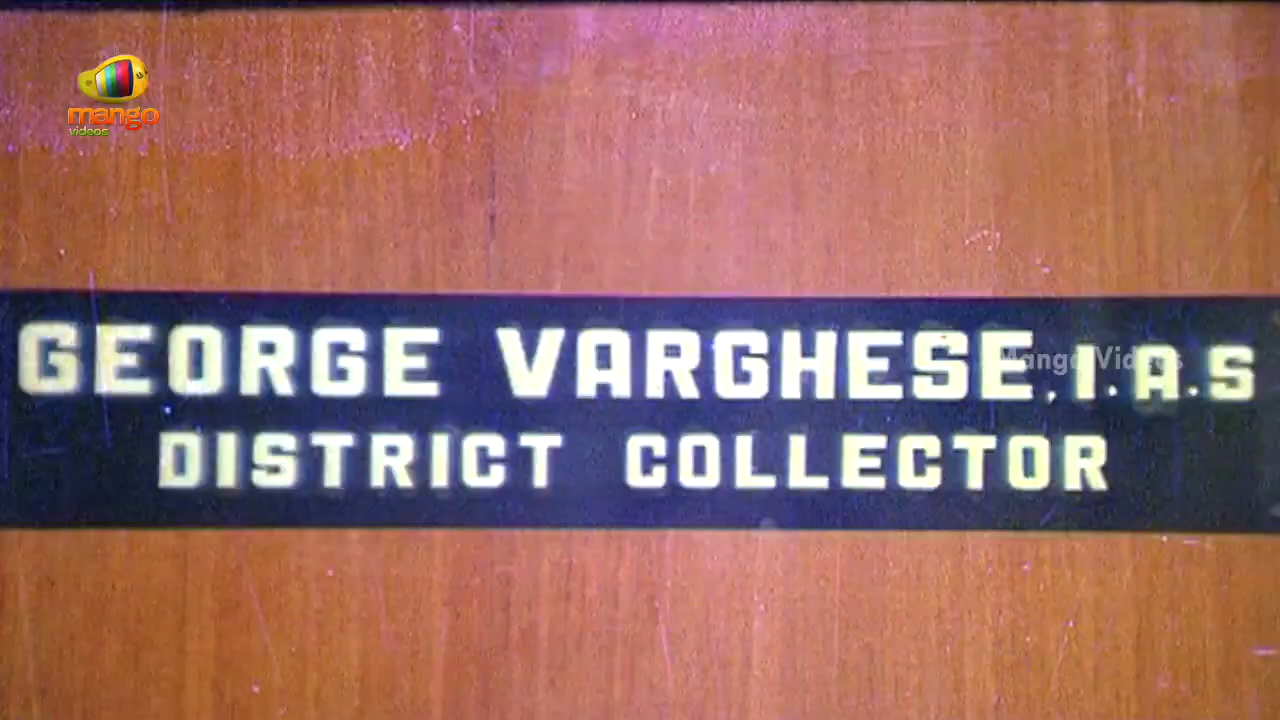 mango
videos
GEORGE VARGHESE, I.A.S
Mango Videos
DISTRICT COLLECTOR